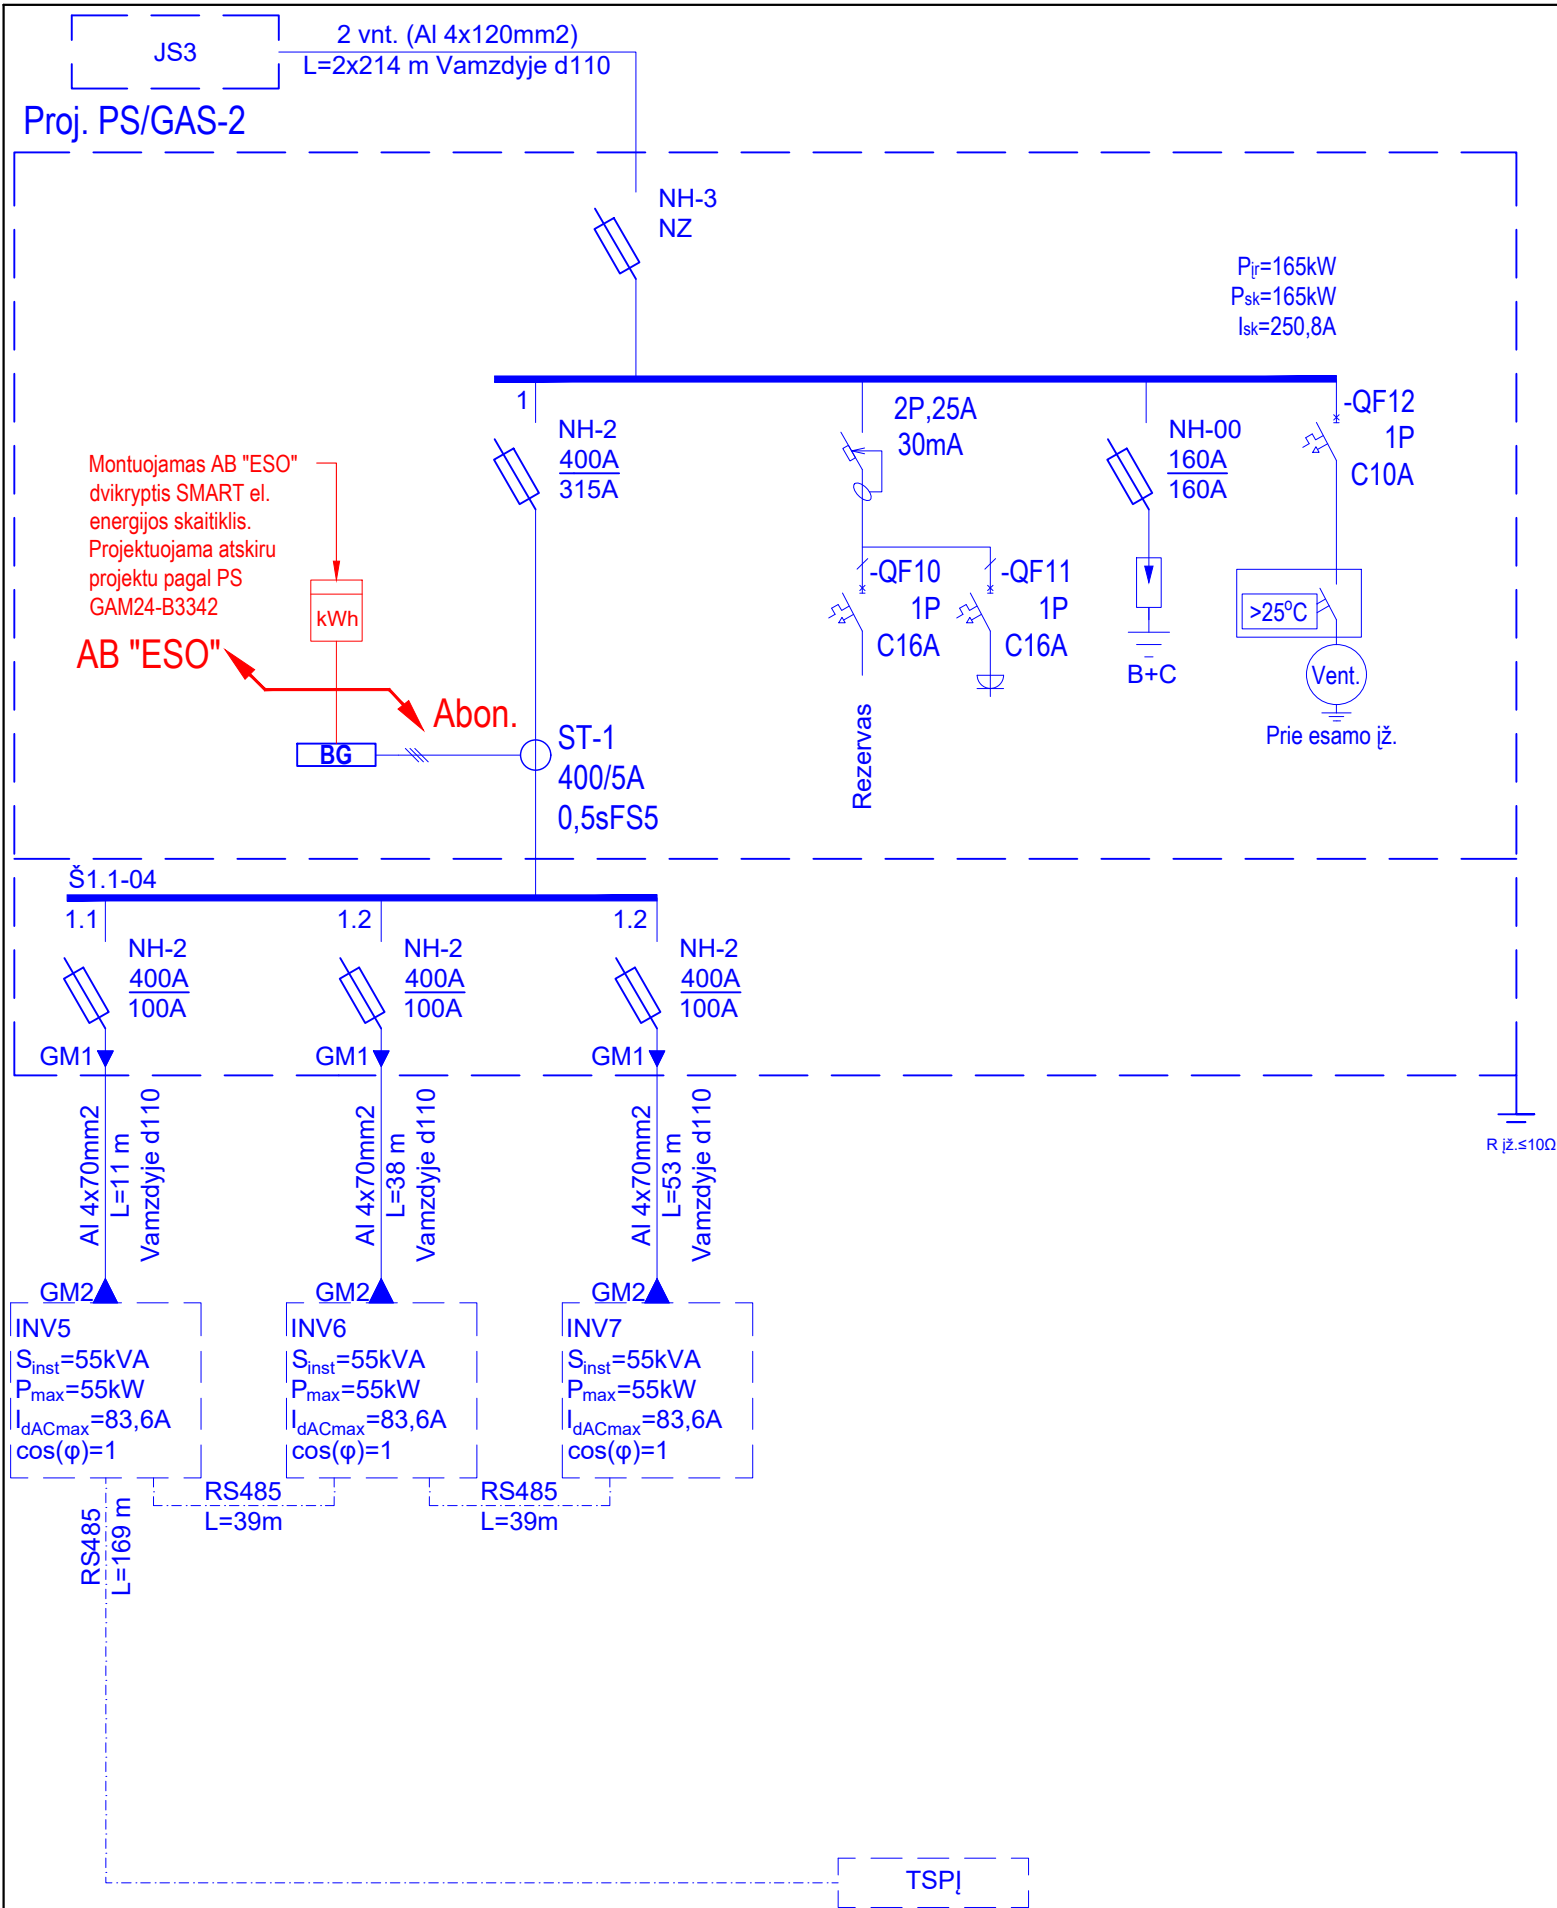 JS3
2 vnt. (Al 4x120mm2)
L=2x214 m Vamzdyje d110
Proj. PS/GAS-2
NH-3
NZ
Pįr=165kW
Psk=165kW
Isk=250,8A
1
NH-2
400A
315A
2P,25A
30mA
NH-00
160A
160A
-QF12
1P
C10A
Montuojamas AB "ESO"
dvikryptis SMART el.
energijos skaitiklis.
Projektuojama atskiru
projektu pagal PS
GAM24-B3342
kWh
AB "ESO"
Abon.
BG
ST-1
400/5A
0,5sFS5
-QF10
1P
C16A
-QF11
1P
C16A
Rezervas
B+C
>25°C
Vent.
Prie esamo įž.
Š1.1-04
1.1
NH-2
400A
100A
GM1
1.2
NH-2
400A
100A
GM1
1.2
NH-2
400A
100A
GM1
R įž.≤10Ω
Al 4x70mm2
L=11 m
Vamzdyje d110
Al 4x70mm2
L=38 m
Vamzdyje d110
Al 4x70mm2
L=53 m
Vamzdyje d110
GM2
INV5
Sinst=55kVA
Pmax=55kW
IdACmax=83,6A
cos(φ)=1
GM2
INV6
Sinst=55kVA
Pmax=55kW
IdACmax=83,6A
cos(φ)=1
GM2
INV7
Sinst=55kVA
Pmax=55kW
IdACmax=83,6A
cos(φ)=1
RS485
L=39m
RS485
L=39m
RS485
L=169 m
TSPĮ